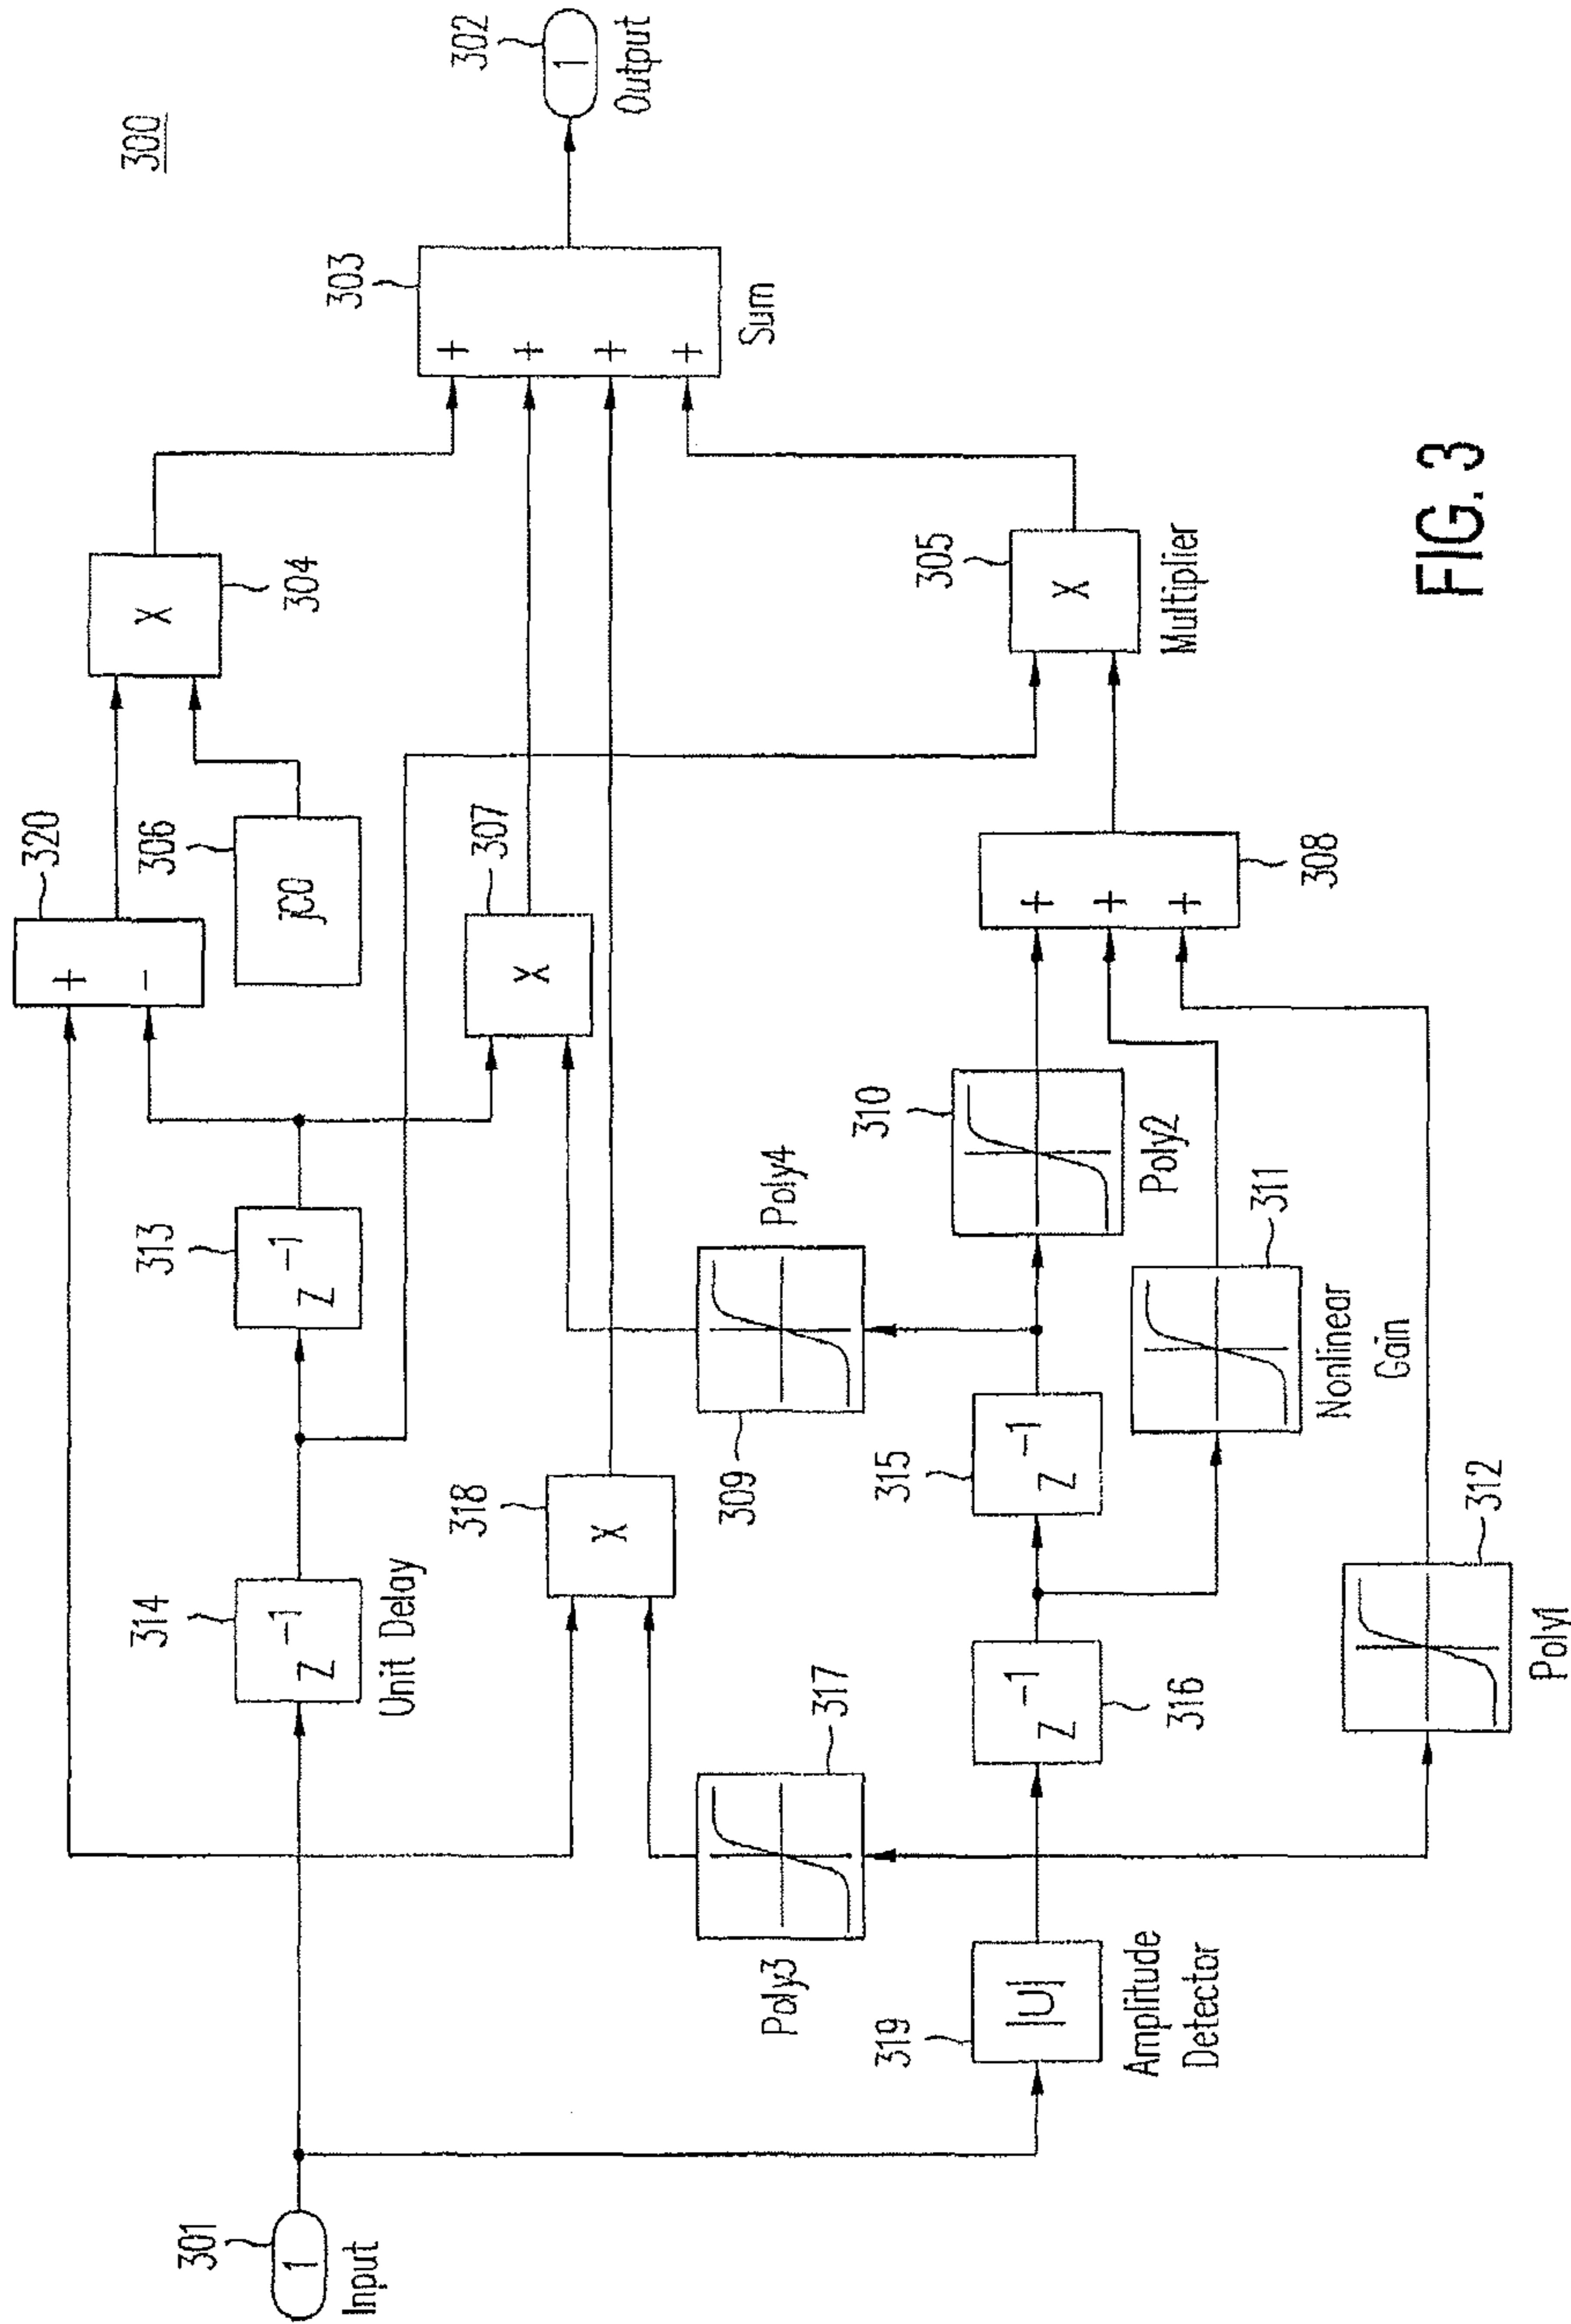 300
302
1
Output
303
+
+
+
+
Sum
304
X
320
+
-
306
jC0
307
X
305
X
Multiplier
308
+
+
+
313
Z⁻¹
314
Z⁻¹
Unit Delay
318
X
309
Poly4
310
Poly2
311
Nonlinear
Gain
315
Z⁻¹
316
Z⁻¹
317
Poly3
312
Poly1
319
|U|
Amplitude
Detector
301
1
Input
FIG. 3